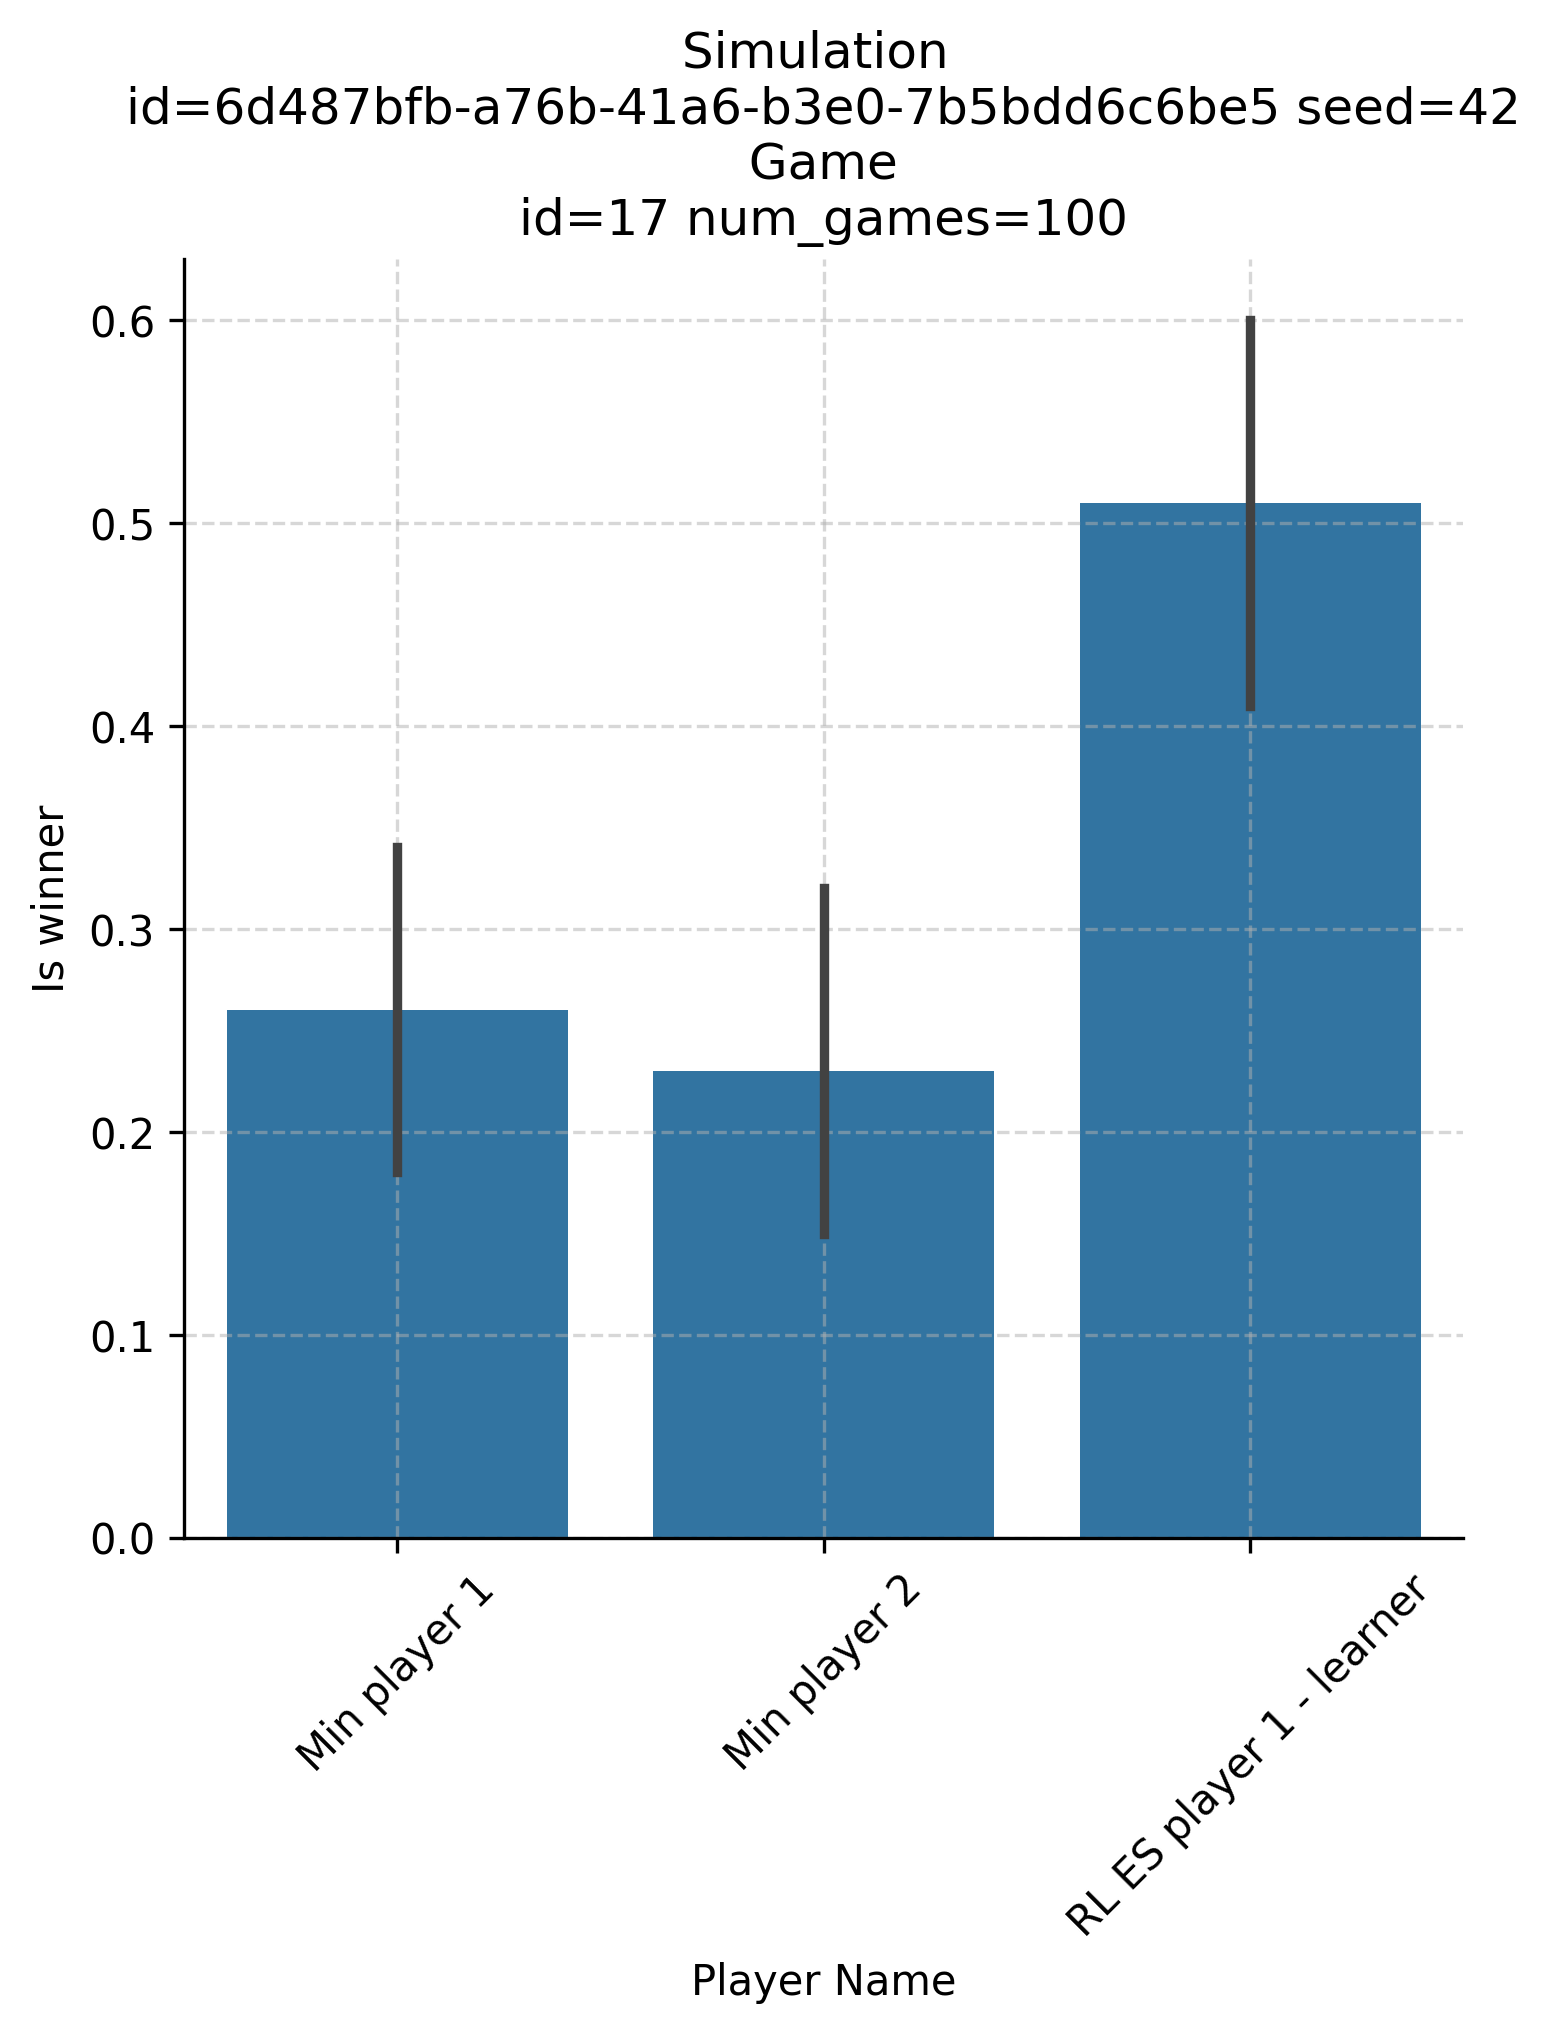 Simulation
id=6d487bfb-a76b-41a6-b3e0-7b5bdd6c6be5 seed=42
Game
id=17 num_games=100
0.6
0.5
0.4
0.3
0.2
0.1
0.0
Is winner
Min player 1
Min player 2
RL ES player 1 - learner
Player Name